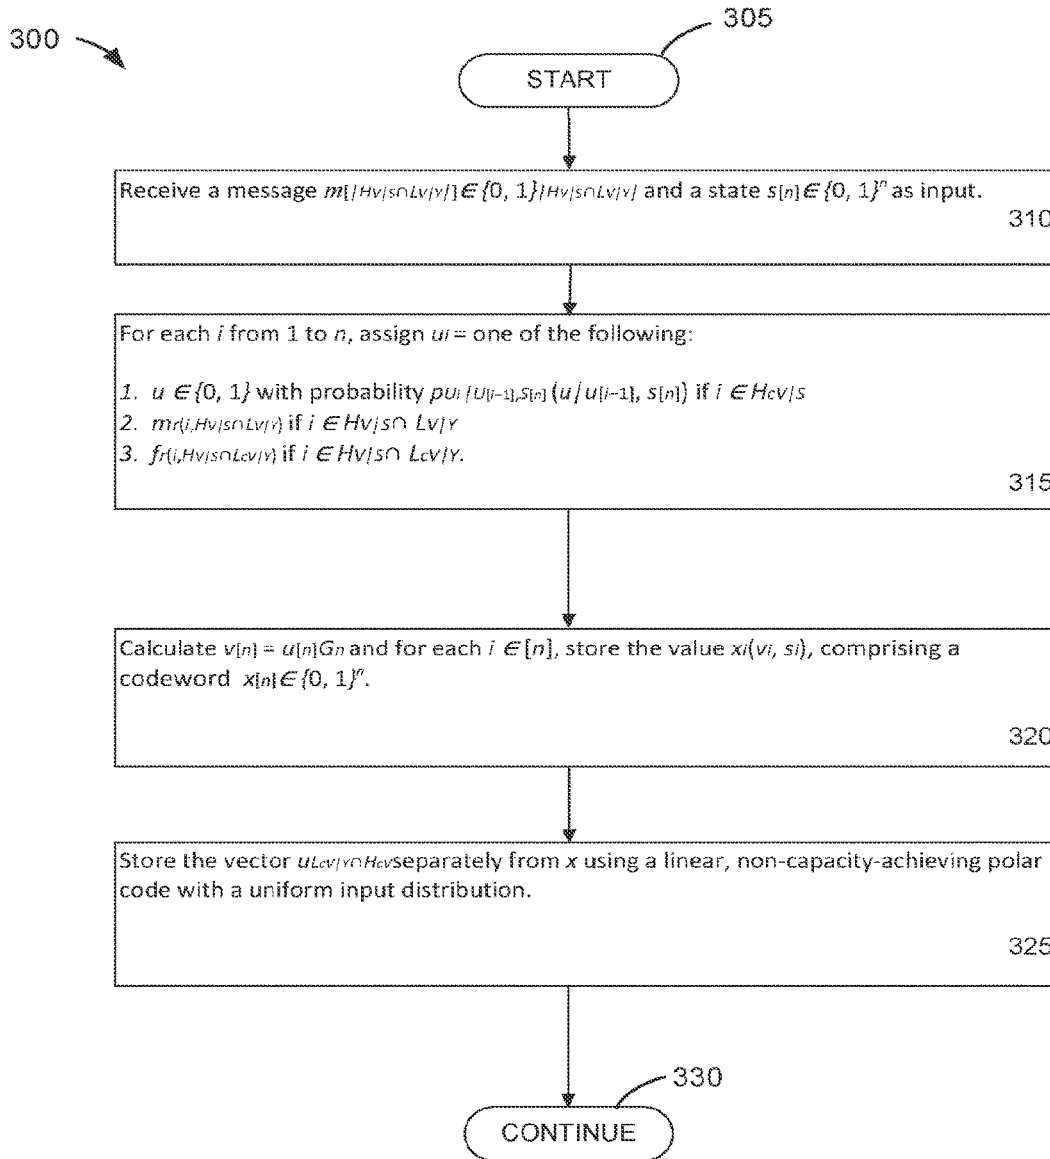 300
305
START
Receive a message m[|Hv|s∩Lv|Y|]∈{0, 1}|Hv|s∩Lv|Y| and a state s[n]∈{0, 1}ⁿ as input.
310
For each i from 1 to n, assign ui = one of the following:
1. u ∈{0, 1} with probability pUi|U[i-1],S[n] (u|u[i-1], s[n]) if i ∈ Hcv|s
2. mr(i,Hv|s∩Lv|Y) if i ∈ Hv|s∩ Lv|Y
3. fr(i,Hv|s∩Lcv|Y) if i ∈ Hv|s∩ Lcv|Y.
315
Calculate v[n] = u[n]Gn and for each i ∈ [n], store the value xi(vi, si), comprising a
codeword x[n]∈{0, 1}ⁿ.
320
Store the vector uLcv|Y∩Hcv separately from x using a linear, non-capacity-achieving polar
code with a uniform input distribution.
325
330
CONTINUE